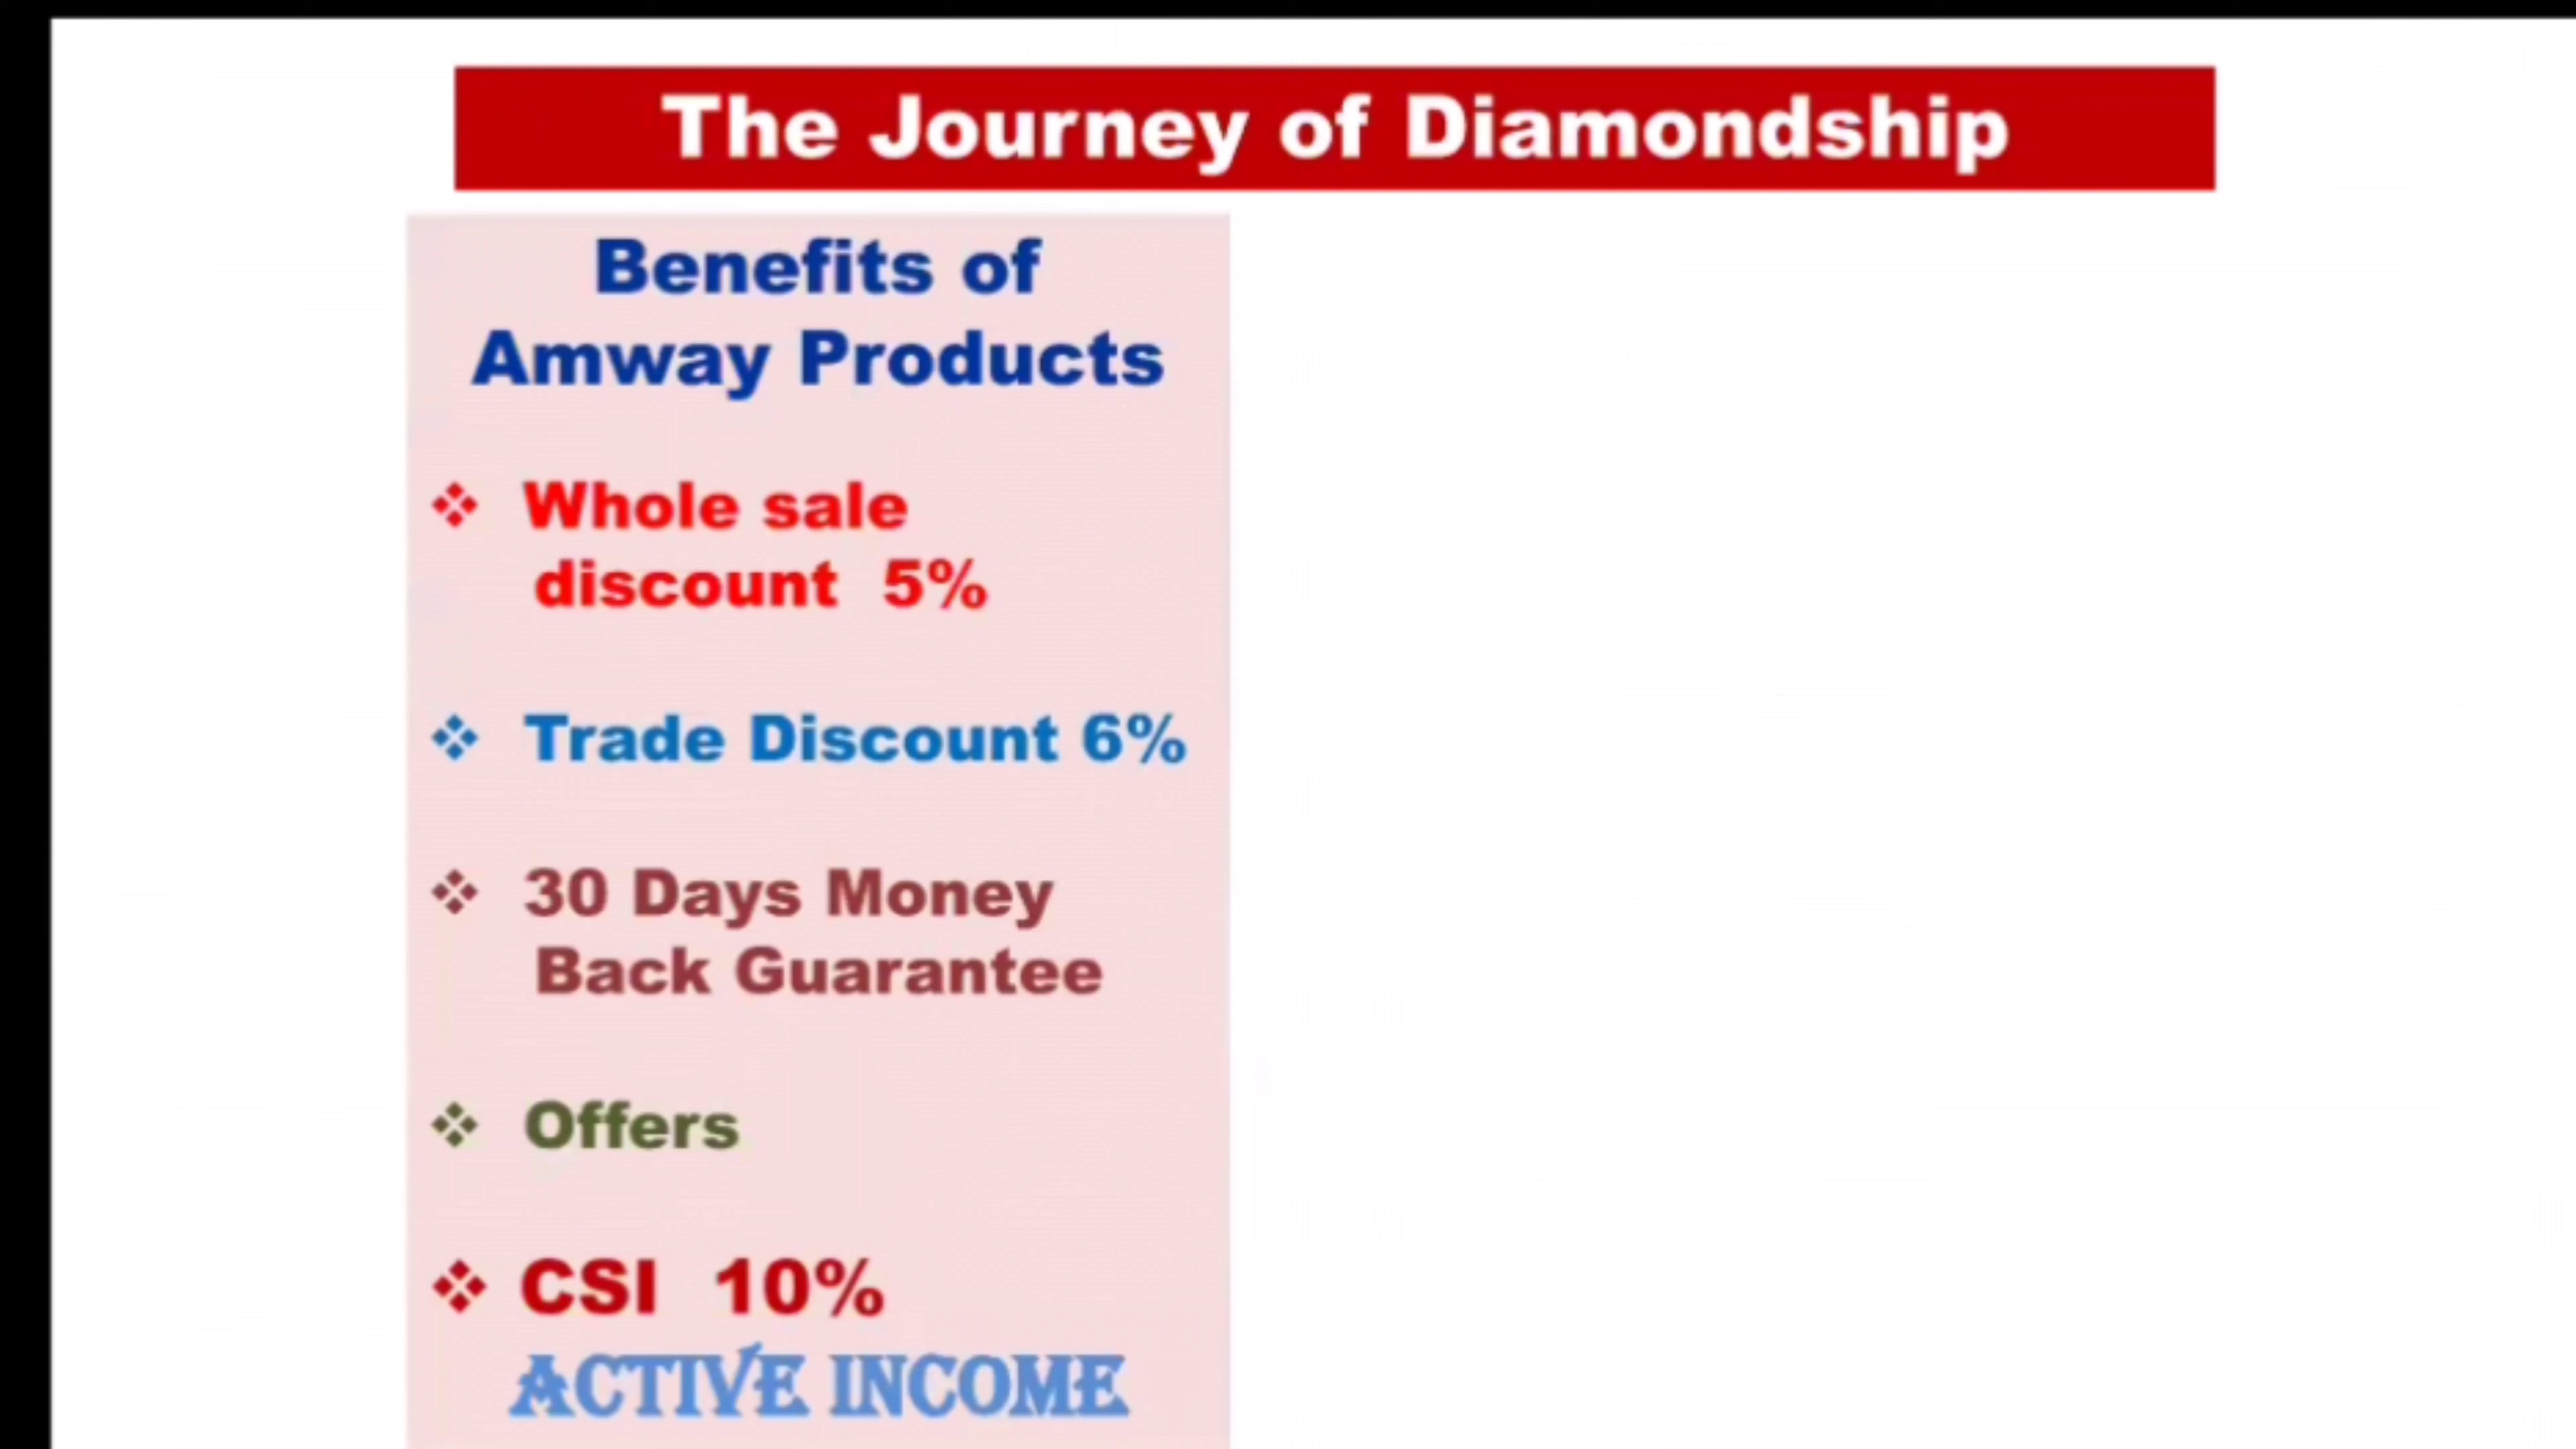 The Journey of Diamondship
Benefits of
Amway Products
Whole sale
discount 5%
Trade Discount 6%
30 Days Money
Back Guarantee
Offers
CSI 10%
ACTIVE INCOME